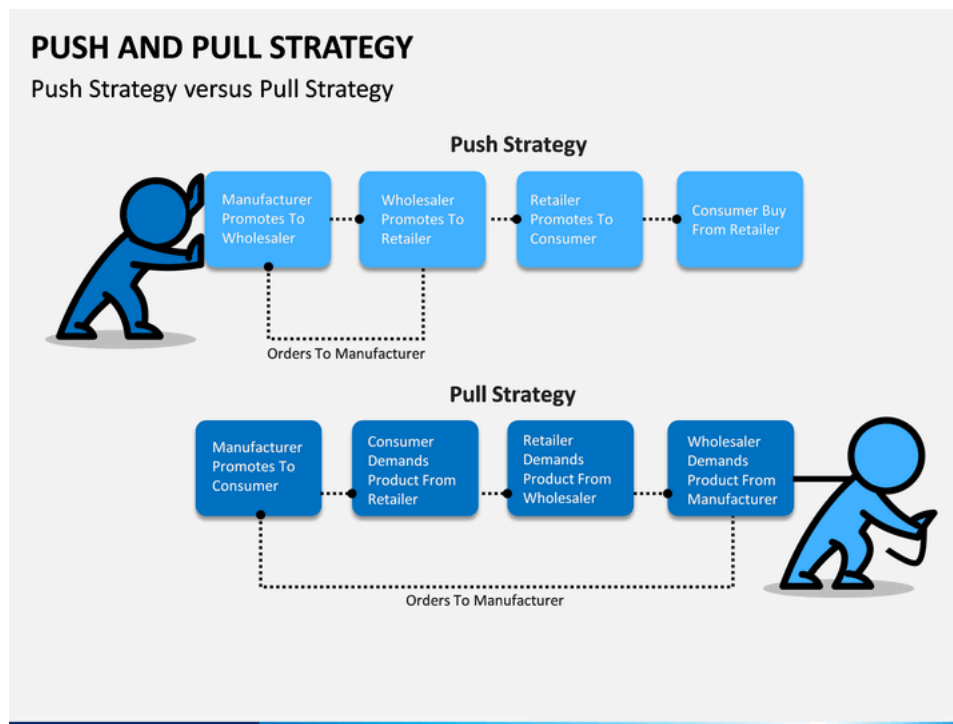 PUSH AND PULL STRATEGY
Push Strategy versus Pull Strategy
Push Strategy
Manufacturer
Promotes To
Wholesaler
Wholesaler
Promotes To
Retailer
Retailer
Promotes To
Consumer
Consumer Buy
From Retailer
Orders To Manufacturer
Pull Strategy
Manufacturer
Promotes To
Consumer
Consumer
Demands
Product From
Retailer
Retailer
Demands
Product From
Wholesaler
Wholesaler
Demands
Product From
Manufacturer
Orders To Manufacturer